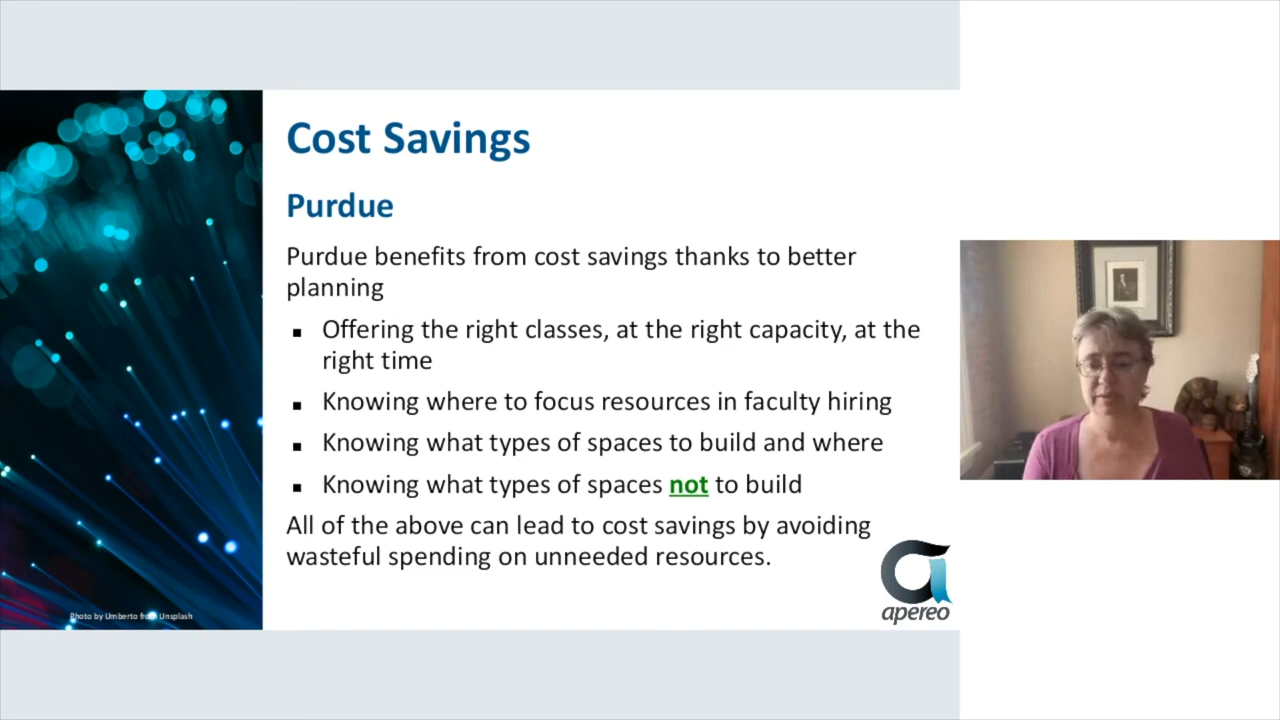 Cost Savings
Purdue
Purdue benefits from cost savings thanks to better
planning
▪ Offering the right classes, at the right capacity, at the
right time
▪ Knowing where to focus resources in faculty hiring
▪ Knowing what types of spaces to build and where
▪ Knowing what types of spaces not to build
All of the above can lead to cost savings by avoiding
wasteful spending on unneeded resources.
apereo
Photo by Umberto from Unsplash